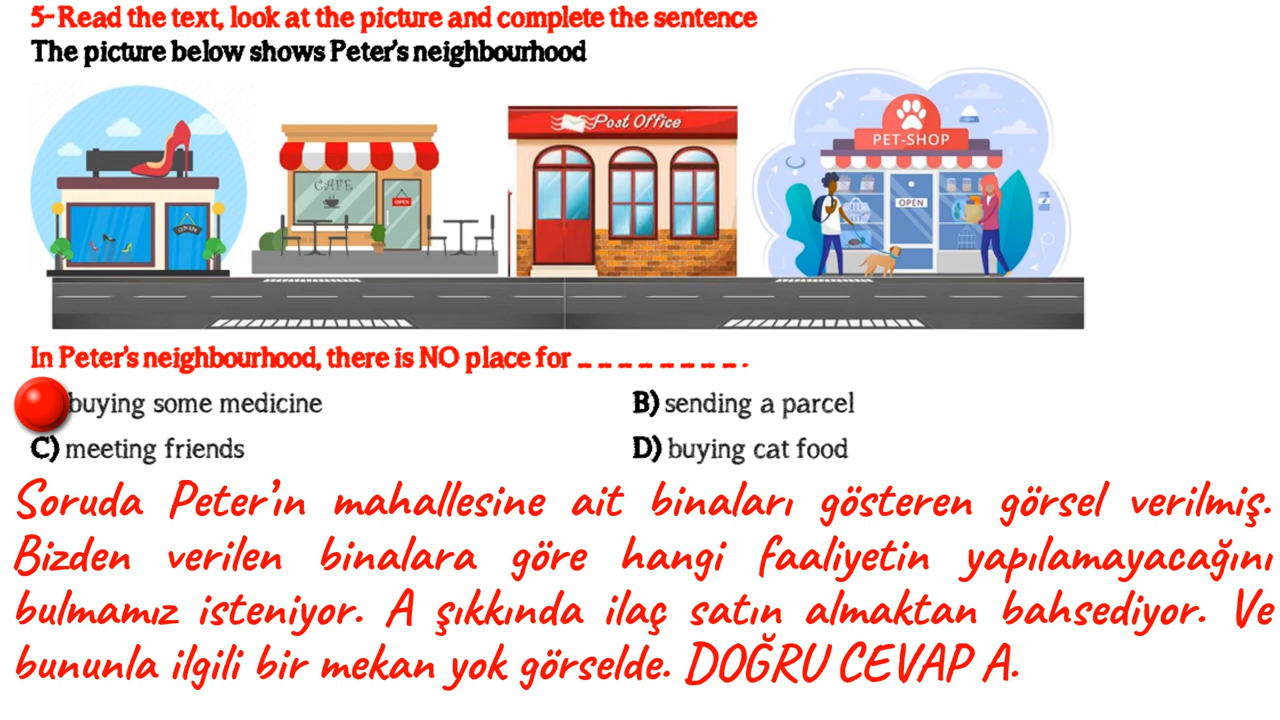 5- Read the text, look at the picture and complete the sentence
The picture below shows Peter's neighbourhood
CAFE
OPEN
OPEN
Post Office
PET-SHOP
OPEN
In Peter's neighbourhood, there is NO place for _ _ _ _ _ _ _ _ _ .
buying some medicine
B) sending a parcel
C) meeting friends
D) buying cat food
Soruda Peter'in mahallesine ait binaları gösteren görsel verilmiş.
Bizden verilen binalara göre hangi faaliyetin yapılamayacağını
bulmamız isteniyor. A şıkkında ilaç satın almaktan bahsediyor. Ve
bununla ilgili bir mekan yok görselde. DOĞRU CEVAP A.